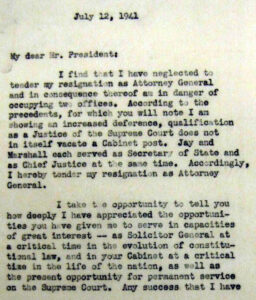 July 12, 1941
My dear Mr. President:
I find that I have neglected to
tender my resignation as Attorney General
and in consequence thereof am in danger of
occupying two offices. According to the
precedents, for which you will note I am
showing an increased deference, qualification
as a Justice of the Supreme Court does not
in itself vacate a Cabinet post. Jay and
Marshall each served as Secretary of State and
as Chief Justice at the same time. Accordingly,
I hereby tender my resignation as Attorney
General.
I take the opportunity to tell you
how deeply I have appreciated the opportuni-
ties you have given me to serve in capacities
of great interest -- as Solicitor General at
a critical time in the evolution of constitu-
tional law, and in your Cabinet at a critical
time in the life of the nation, as well as
the present opportunity for permanent service
on the Supreme Court. Any success that I have